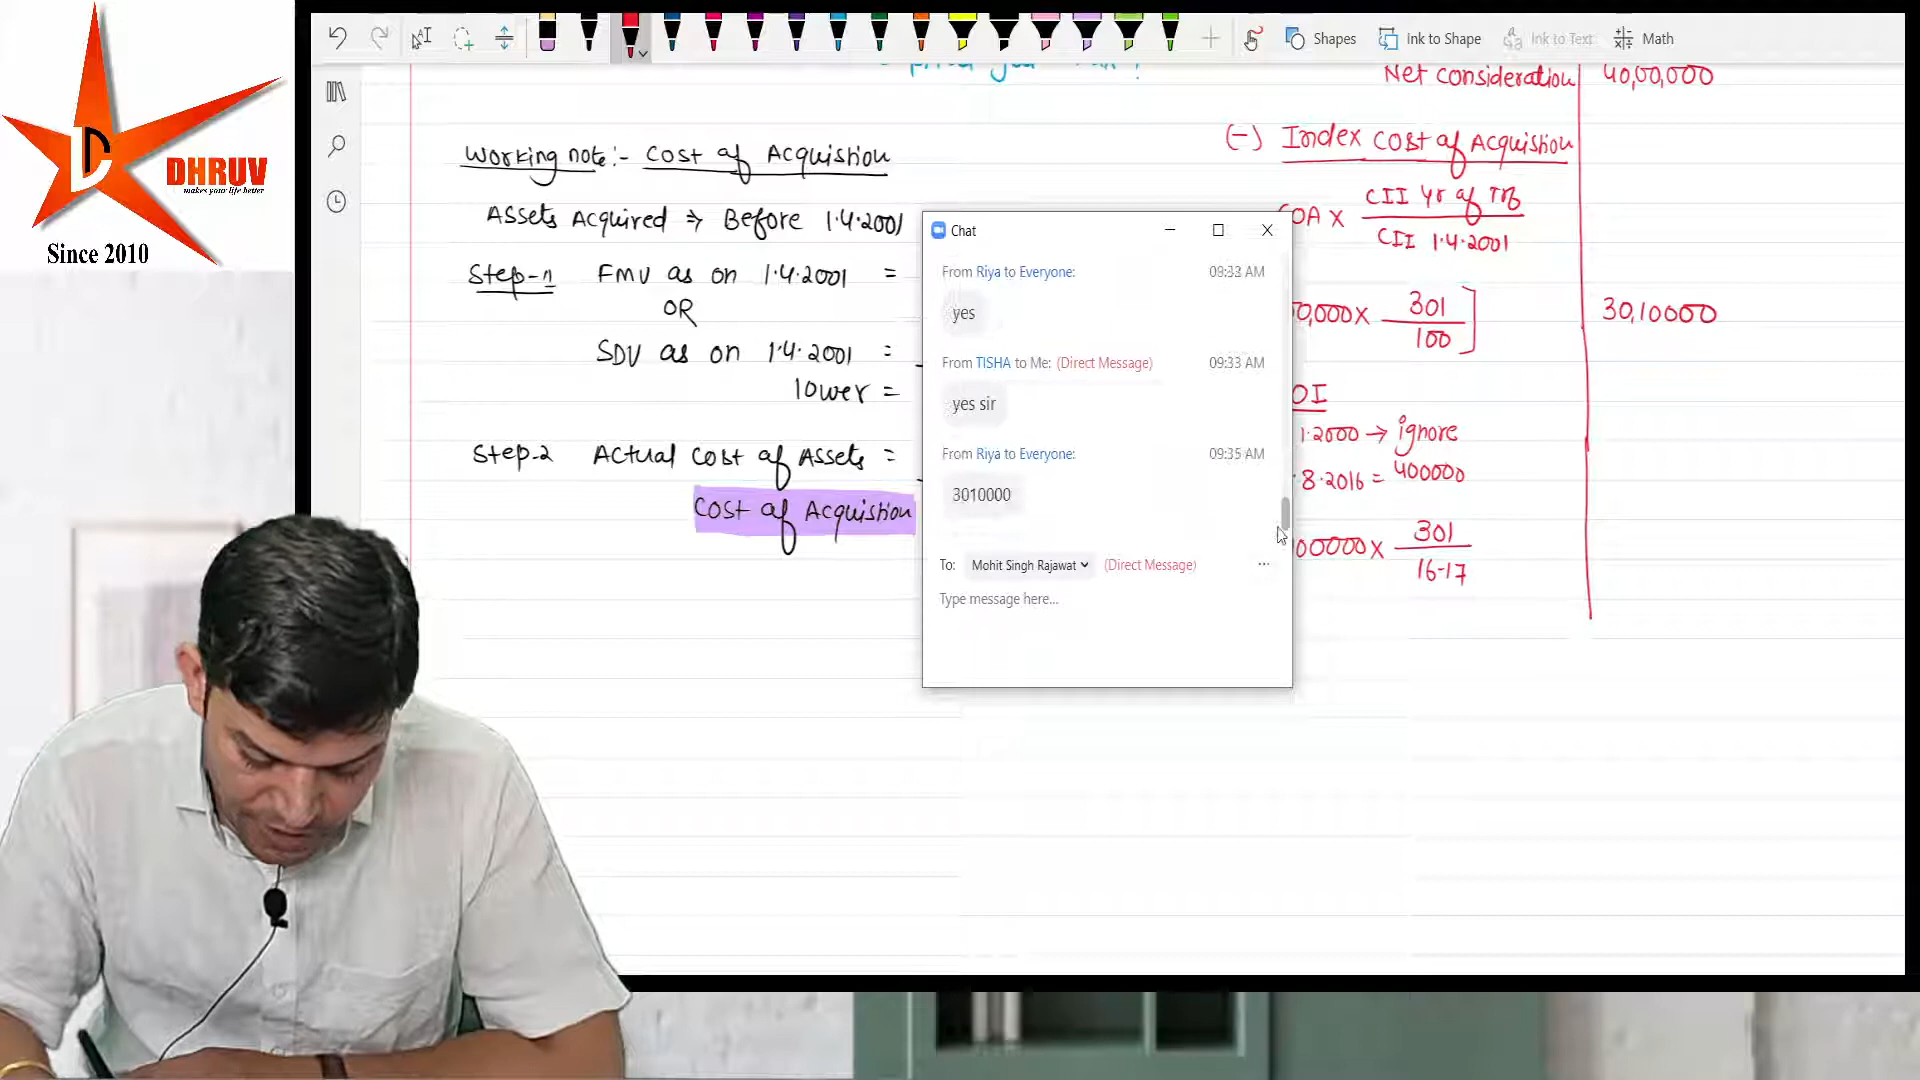 DHRUV
makes your life better
Since 2010
Shapes
Ink to Shape
Ink to Text
Math
Net consideration 40,00,000
Working note:- Cost of Acquistion
Assets Acquired ⇒ Before 1.4.2001
Step-1 FMV as on 1.4.2001 =
OR
SDV as on 1.4.2001 =
lower =
Step-2 Actual Cost of Assets =
Cost of Acquistion
Chat
From Riya to Everyone: 09:33 AM
yes
From TISHA to Me: (Direct Message) 09:33 AM
yes sir
From Riya to Everyone: 09:35 AM
3010000
To: Mohit Singh Rajawat (Direct Message)
Type message here...
(-) Index Cost of Acquistion
COA × CII Yr of Trf
CII 1.4.2001
0,000 × 301 ] 30,10000
100
OI
1.2000 → ignore
.8.2016 = 400000
00000 × 301
16-17